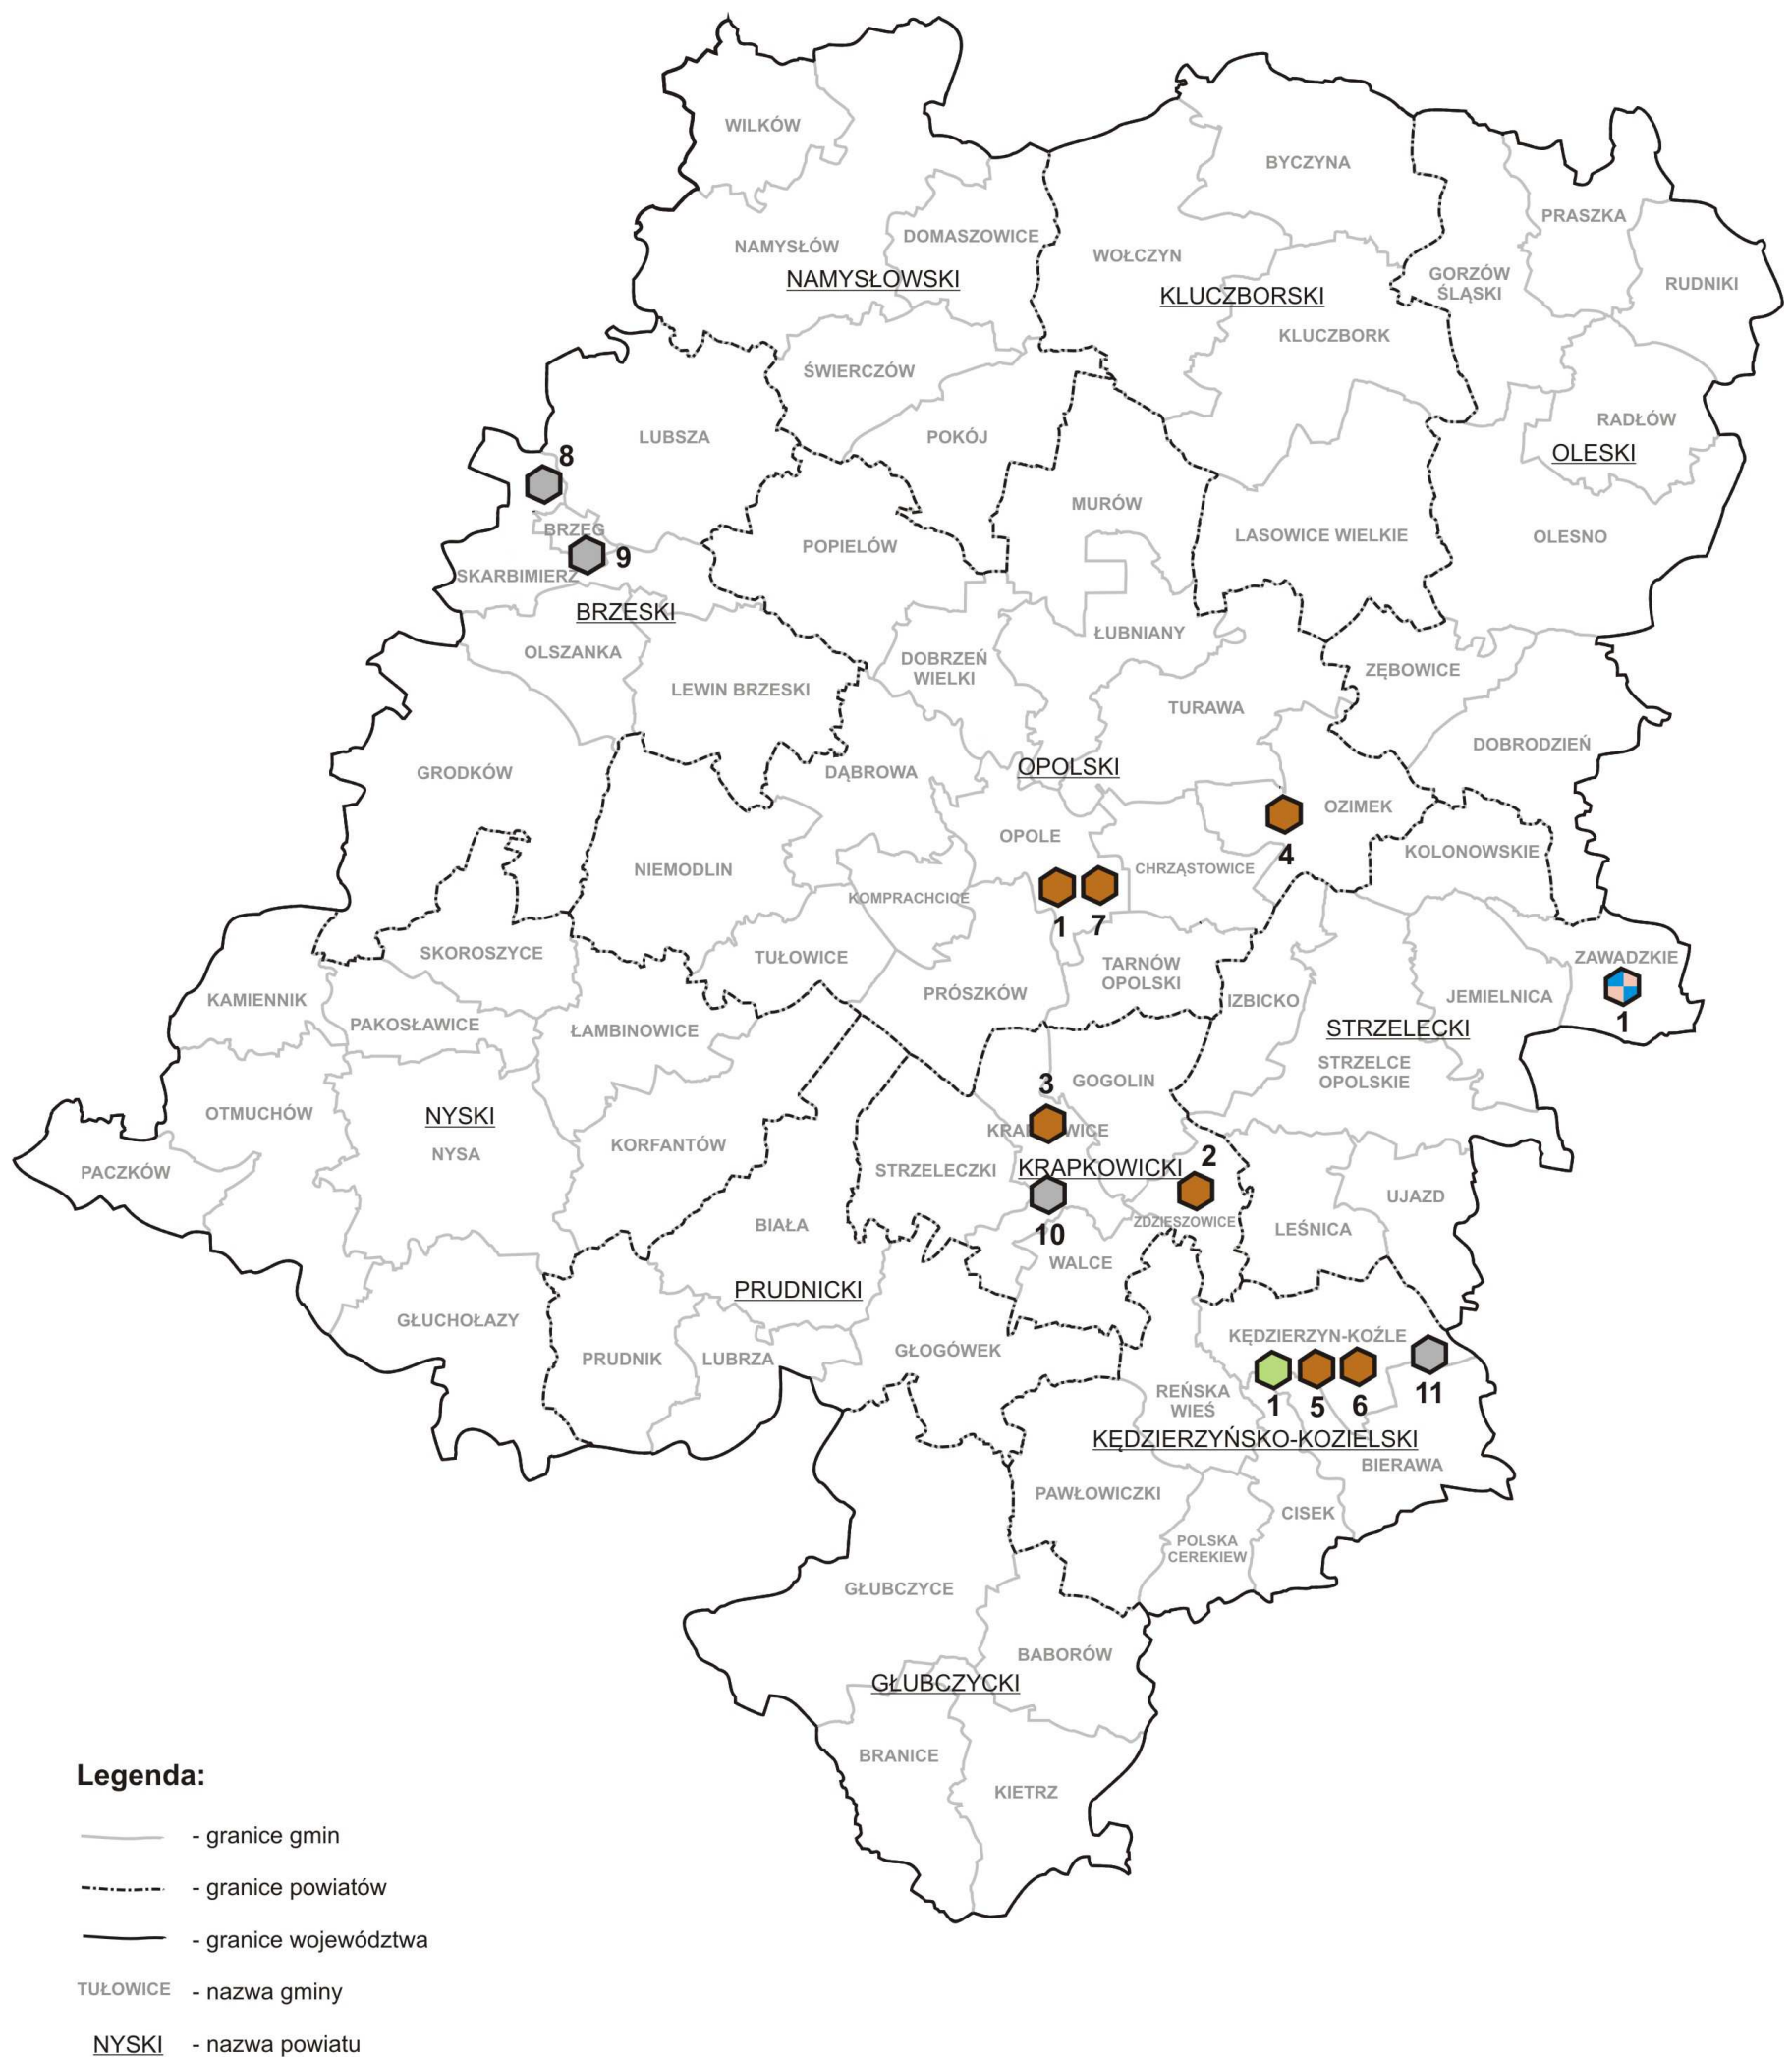 WILKÓW
BYCZYNA
PRASZKA
DOMASZOWICE
NAMYSŁÓW
WOŁCZYN
NAMYSŁOWSKI
GORZÓW
ŚLĄSKI
RUDNIKI
KLUCZBORSKI
KLUCZBORK
ŚWIERCZÓW
RADŁÓW
LUBSZA
POKÓJ
OLESKI
8
MURÓW
BRZEG
LASOWICE WIELKIE
OLESNO
POPIELÓW
9
SKARBIMIERZ
BRZESKI
ŁUBNIANY
OLSZANKA
DOBRZEŃ
WIELKI
ZĘBOWICE
LEWIN BRZESKI
TURAWA
DOBRODZIEŃ
GRODKÓW
DĄBROWA
OPOLSKI
OZIMEK
OPOLE
4
KOLONOWSKIE
NIEMODLIN
CHRZĄSTOWICE
KOMPRACHCICE
1
7
SKOROSZYCE
TUŁOWICE
ZAWADZKIE
TARNÓW
OPOLSKI
PRÓSZKÓW
KAMIENNIK
IZBICKO
JEMIELNICA
1
PAKOSŁAWICE
ŁAMBINOWICE
STRZELECKI
STRZELCE
OPOLSKIE
3
GOGOLIN
OTMUCHÓW
NYSKI
KRAPKOWICE
KORFANTÓW
NYSA
2
PACZKÓW
STRZELECZKI
KRAPKOWICKI
UJAZD
BIAŁA
ZDZIESZOWICE
LEŚNICA
10
WALCE
PRUDNICKI
GŁUCHOŁAZY
KĘDZIERZYN-KOŹLE
GŁOGÓWEK
PRUDNIK
LUBRZA
REŃSKA
WIEŚ
1
5
6
11
KĘDZIERZYŃSKO-KOZIELSKI
BIERAWA
PAWŁOWICZKI
CISEK
POLSKA
CEREKIEW
GŁUBCZYCE
BABORÓW
GŁUBCZYCKI
BRANICE
KIETRZ
Legenda:
- granice gmin
- granice powiatów
- granice województwa
TUŁOWICE - nazwa gminy
NYSKI - nazwa powiatu